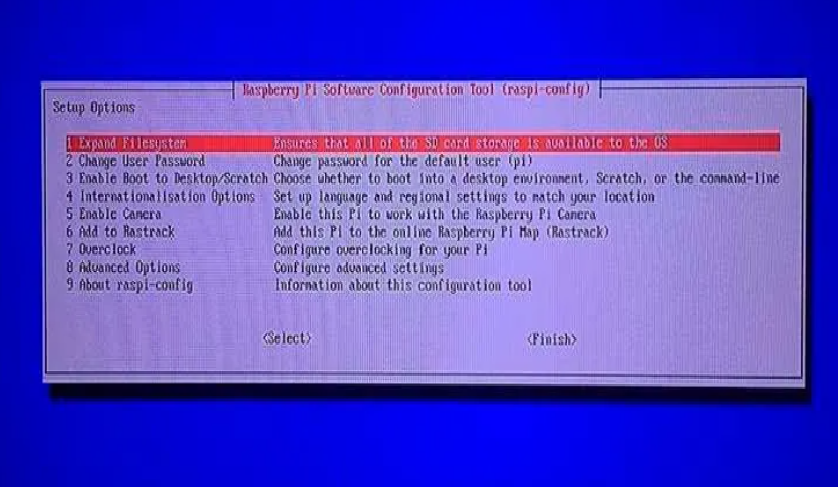 Raspberry Pi Software Configuration Tool (raspi-config)
Setup Options
1 Expand Filesystem Ensures that all of the SD card storage is available to the OS
2 Change User Password Change password for the default user (pi)
3 Enable Boot to Desktop/Scratch Choose whether to boot into a desktop environment, Scratch, or the command-line
4 Internationalisation Options Set up language and regional settings to match your location
5 Enable Camera Enable this Pi to work with the Raspberry Pi Camera
6 Add to Rastrack Add this Pi to the online Raspberry Pi Map (Rastrack)
7 Overclock Configure overclocking for your Pi
8 Advanced Options Configure advanced settings
9 About raspi-config Information about this configuration tool
<Select> <Finish>